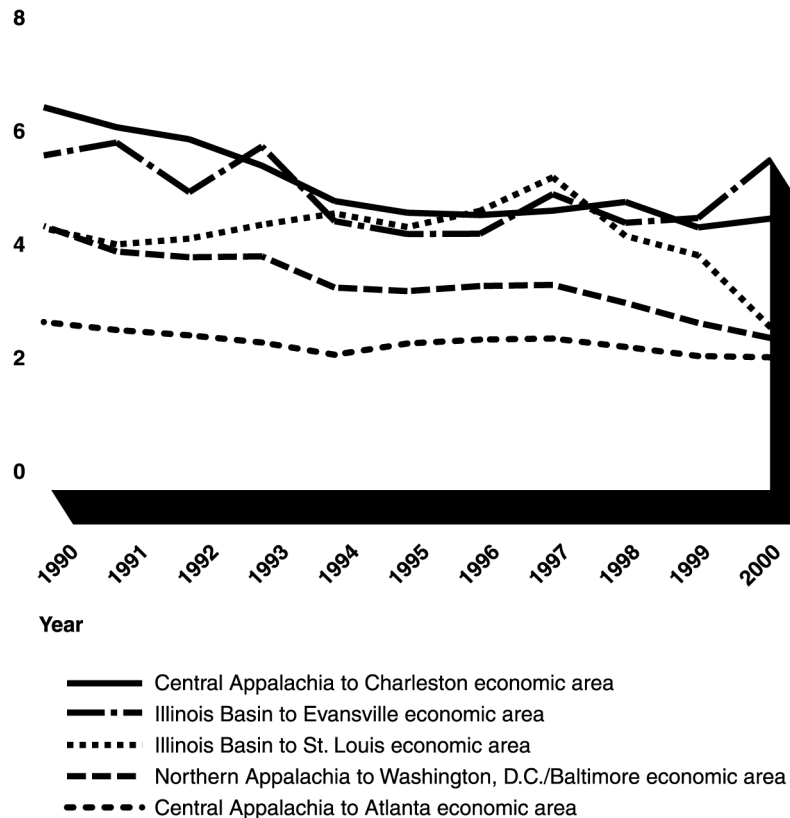 8
6
4
2
0
1990 1991 1992 1993 1994 1995 1996 1997 1998 1999 2000
Year
Central Appalachia to Charleston economic area
Illinois Basin to Evansville economic area
Illinois Basin to St. Louis economic area
Northern Appalachia to Washington, D.C./Baltimore economic area
Central Appalachia to Atlanta economic area